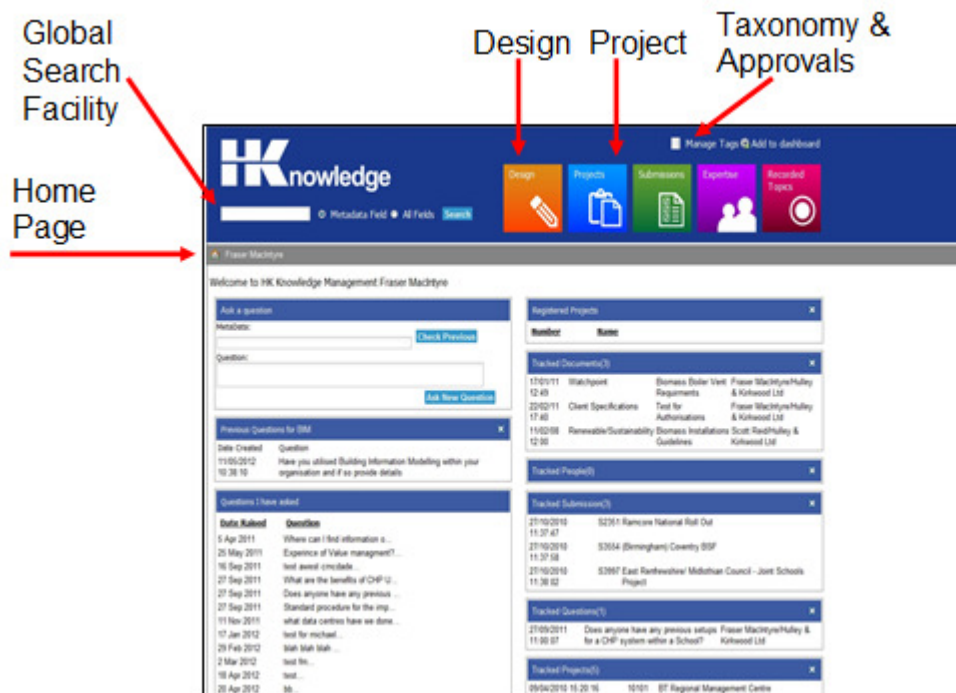 Global
Search
Facility
Design Project
Taxonomy &
Approvals
Home
Page
HKnowledge
Manage Tags Add to dashboard
Design
Projects
Submissions
Expertise
Recorded
Topics
Metadata Field All Fields Search
Fraser MacIntyre
Welcome to HK Knowledge Management Fraser MacIntyre
Ask a question
MetaData:
Check Previous
Question:
Ask New Question
Previous Questions for BIM
Date Created Question
11/05/2012 Have you utilised Building Information Modelling within your
10:38:10 organisation and if so provide details
Questions I have asked
Date Raised Question
5 Apr 2011 Where can I find information o...
25 May 2011 Experince of Value managment?...
16 Sep 2011 test awest cmcdade...
27 Sep 2011 What are the benefits of CHP U...
27 Sep 2011 Does anyone have any previous ...
27 Sep 2011 Standard procedure for the imp...
11 Nov 2011 what data centres have we done...
17 Jan 2012 test for michael...
29 Feb 2012 blah blah blah ...
2 Mar 2012 test fm...
18 Apr 2012 test...
20 Apr 2012 bb...
Registered Projects
Number Name
Tracked Documents(3)
17/01/11 Watchpoint Biomass Boiler Vent Fraser MacIntyre/Hulley
12:49 Requirments & Kirkwood Ltd
22/02/11 Client Specifications Test for Fraser MacIntyre/Hulley
17:40 Authorisations & Kirkwood Ltd
11/02/08 Renewable/Sustainability Biomass Installations Scott Reid/Hulley &
12:00 Guidelines Kirkwood Ltd
Tracked People(0)
Tracked Submission(3)
27/10/2010 S2351 Ramcore National Roll Out
11:37:47
27/10/2010 S3554 (Birmingham) Coventry BSF
11:37:58
27/10/2010 S3997 East Renfrewshire/ Midlothian Council - Joint Schools
11:38:02 Project
Tracked Questions(1)
27/09/2011 Does anyone have any previous setups Fraser MacIntyre/Hulley &
11:00:07 for a CHP system within a School? Kirkwood Ltd
Tracked Projects(5)
09/04/2010 15:20:16 10101 BT Regional Management Centre